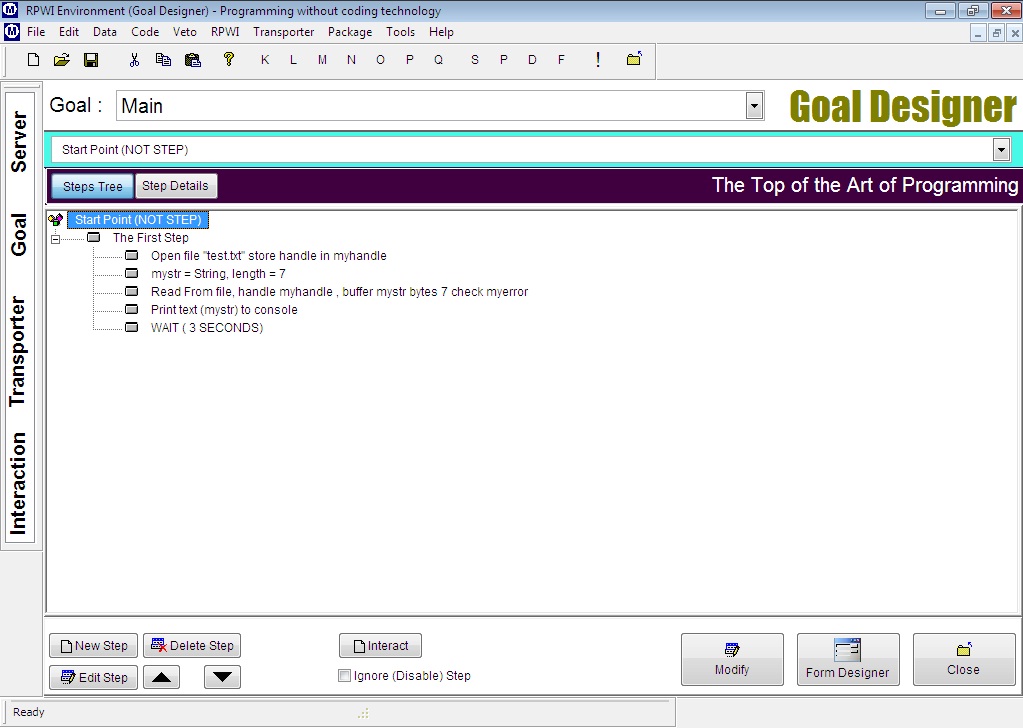 RPWI Environment (Goal Designer) - Programming without coding technology
File Edit Data Code Veto RPWI Transporter Package Tools Help
K L M N O P Q S P D F !
Goal : Main
Goal Designer
Start Point (NOT STEP)
Steps Tree Step Details
The Top of the Art of Programming
Start Point (NOT STEP)
The First Step
Open file "test.txt" store handle in myhandle
mystr = String, length = 7
Read From file, handle myhandle , buffer mystr bytes 7 check myerror
Print text (mystr) to console
WAIT ( 3 SECONDS)
Server
Goal
Transporter
Interaction
New Step Delete Step Interact
Edit Step Ignore (Disable) Step
Modify Form Designer Close
Ready